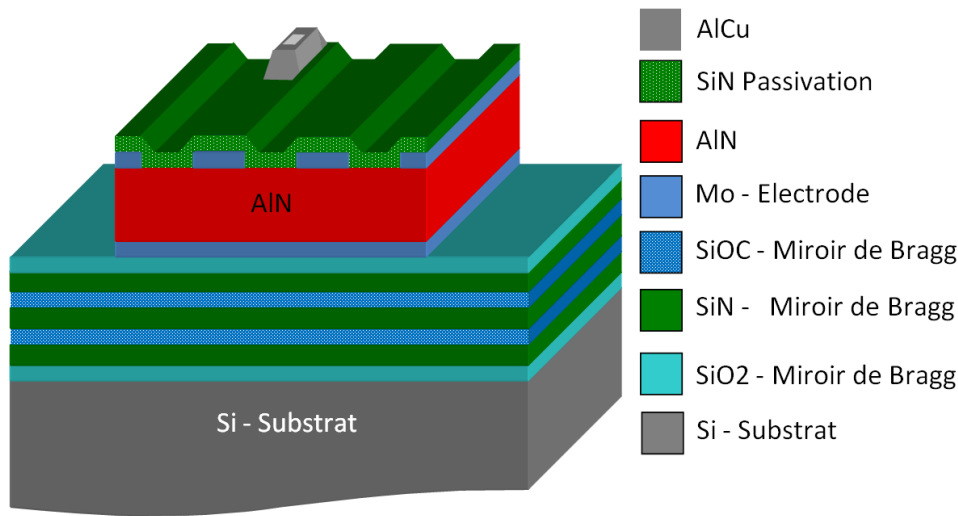 AlCu
SiN Passivation
AlN
Mo - Electrode
SiOC - Miroir de Bragg
SiN - Miroir de Bragg
SiO2 - Miroir de Bragg
Si - Substrat
AlN
Si - Substrat